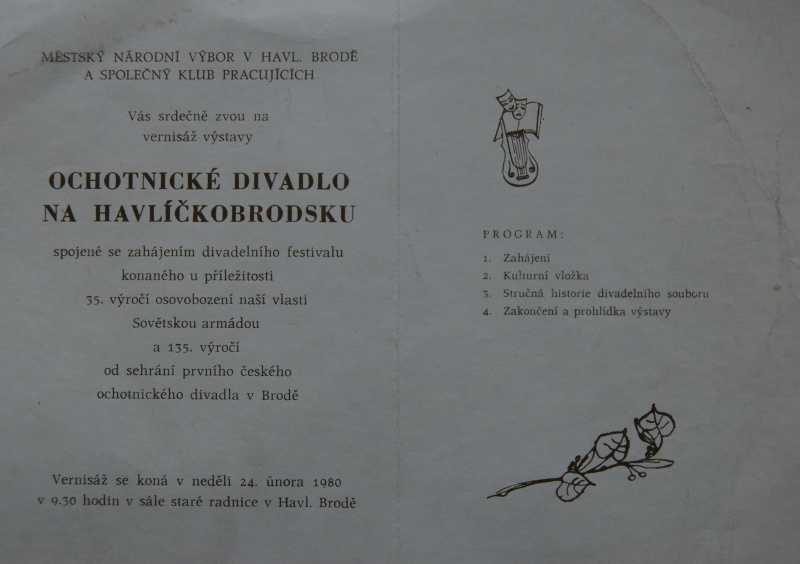 MĚSTSKÝ NÁRODNÍ VÝBOR V HAVL. BRODĚ
A SPOLEČNÝ KLUB PRACUJÍCÍCH
Vás srdečně zvou na
vernisáž výstavy
OCHOTNICKÉ DIVADLO
NA HAVLÍČKOBRODSKU
spojené se zahájením divadelního festivalu
konaného u příležitosti
35. výročí osovobození naší vlasti
Sovětskou armádou
a 135. výročí
od sehrání prvního českého
ochotnického divadla v Brodě
Vernisáž se koná v neděli 24. února 1980
v 9.30 hodin v sále staré radnice v Havl. Brodě
PROGRAM:
1. Zahájení
2. Kulturní vložka
3. Stručná historie divadelního souboru
4. Zakončení a prohlídka výstavy